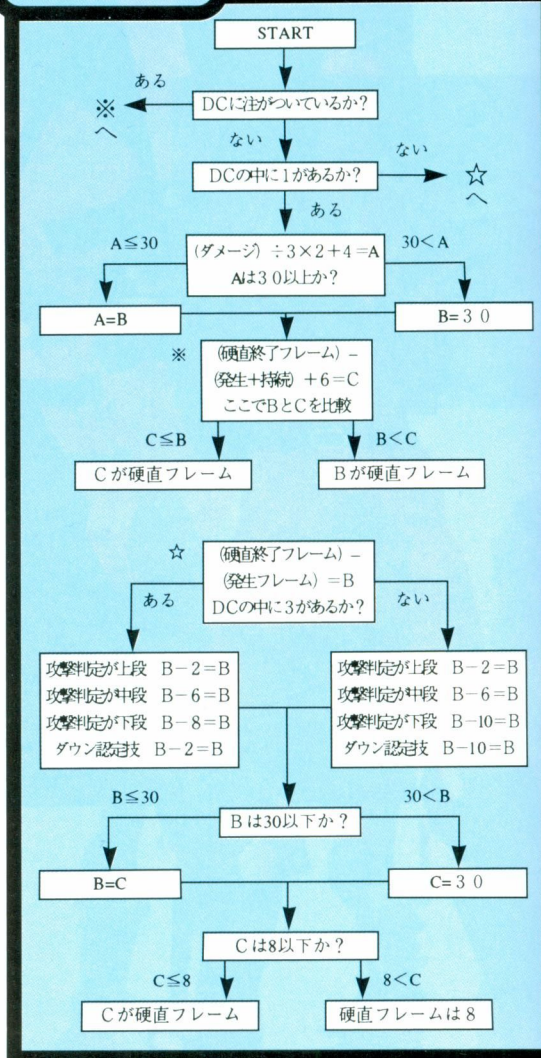 START
ある
DCに注がついているか?
※
へ
ない
ない
DCの中に1があるか?
☆
へ
ある
A≦30
(ダメージ)÷3×2+4=A
Aは30以上か?
30<A
A=B
B=30
※
(硬直終了フレーム)−
(発生+持続)+6=C
ここでBとCを比較
C≦B
B<C
Cが硬直フレーム
Bが硬直フレーム
☆
(硬直終了フレーム)−
(発生フレーム)=B
DCの中に3があるか?
ある
ない
攻撃判定が上段 B−2=B
攻撃判定が中段 B−6=B
攻撃判定が下段 B−8=B
ダウン認定技 B−2=B
攻撃判定が上段 B−2=B
攻撃判定が中段 B−6=B
攻撃判定が下段 B−10=B
ダウン認定技 B−10=B
B≦30
Bは30以下か?
30<B
B=C
C=30
Cは8以下か?
C≦8
8<C
Cが硬直フレーム
硬直フレームは8